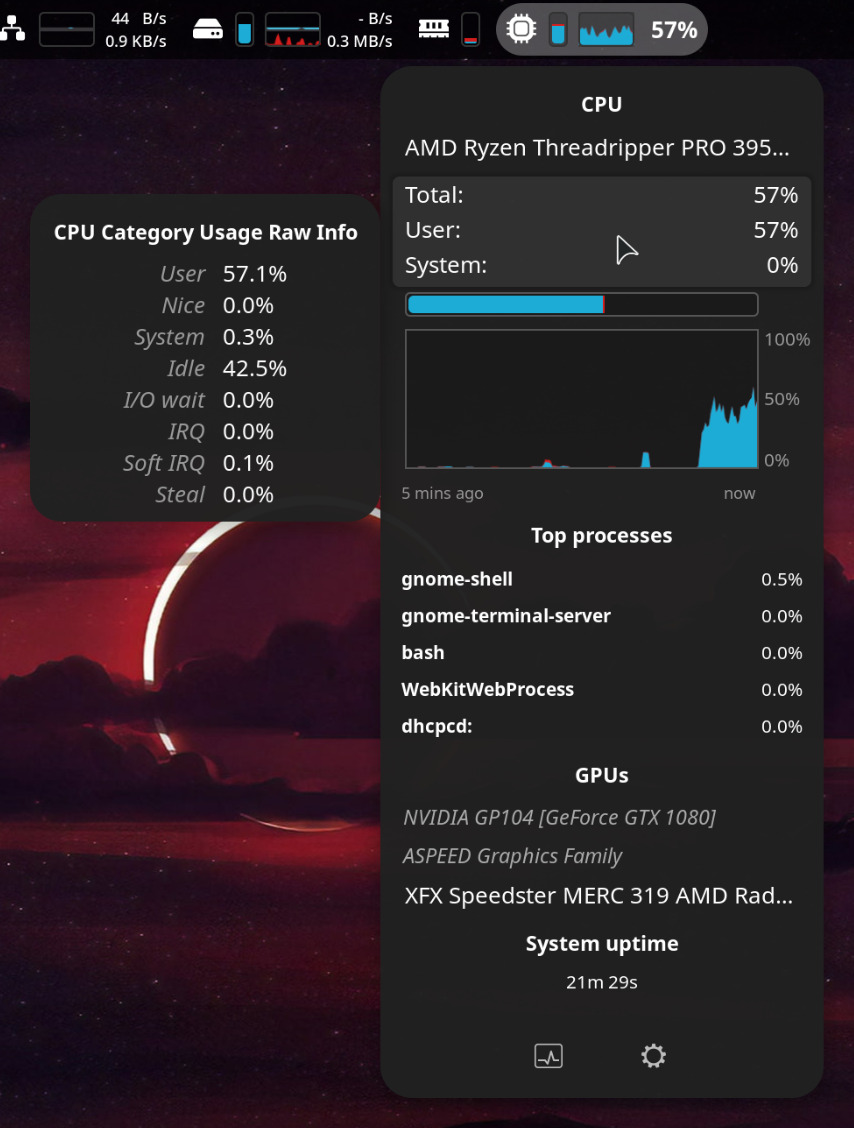 44 B/s
0.9 KB/s
- B/s
0.3 MB/s
57%
CPU
AMD Ryzen Threadripper PRO 395...
Total: 57%
User: 57%
System: 0%
100%
50%
0%
5 mins ago now
CPU Category Usage Raw Info
User 57.1%
Nice 0.0%
System 0.3%
Idle 42.5%
I/O wait 0.0%
IRQ 0.0%
Soft IRQ 0.1%
Steal 0.0%
Top processes
gnome-shell 0.5%
gnome-terminal-server 0.0%
bash 0.0%
WebKitWebProcess 0.0%
dhcpcd: 0.0%
GPUs
NVIDIA GP104 [GeForce GTX 1080]
ASPEED Graphics Family
XFX Speedster MERC 319 AMD Rad...
System uptime
21m 29s